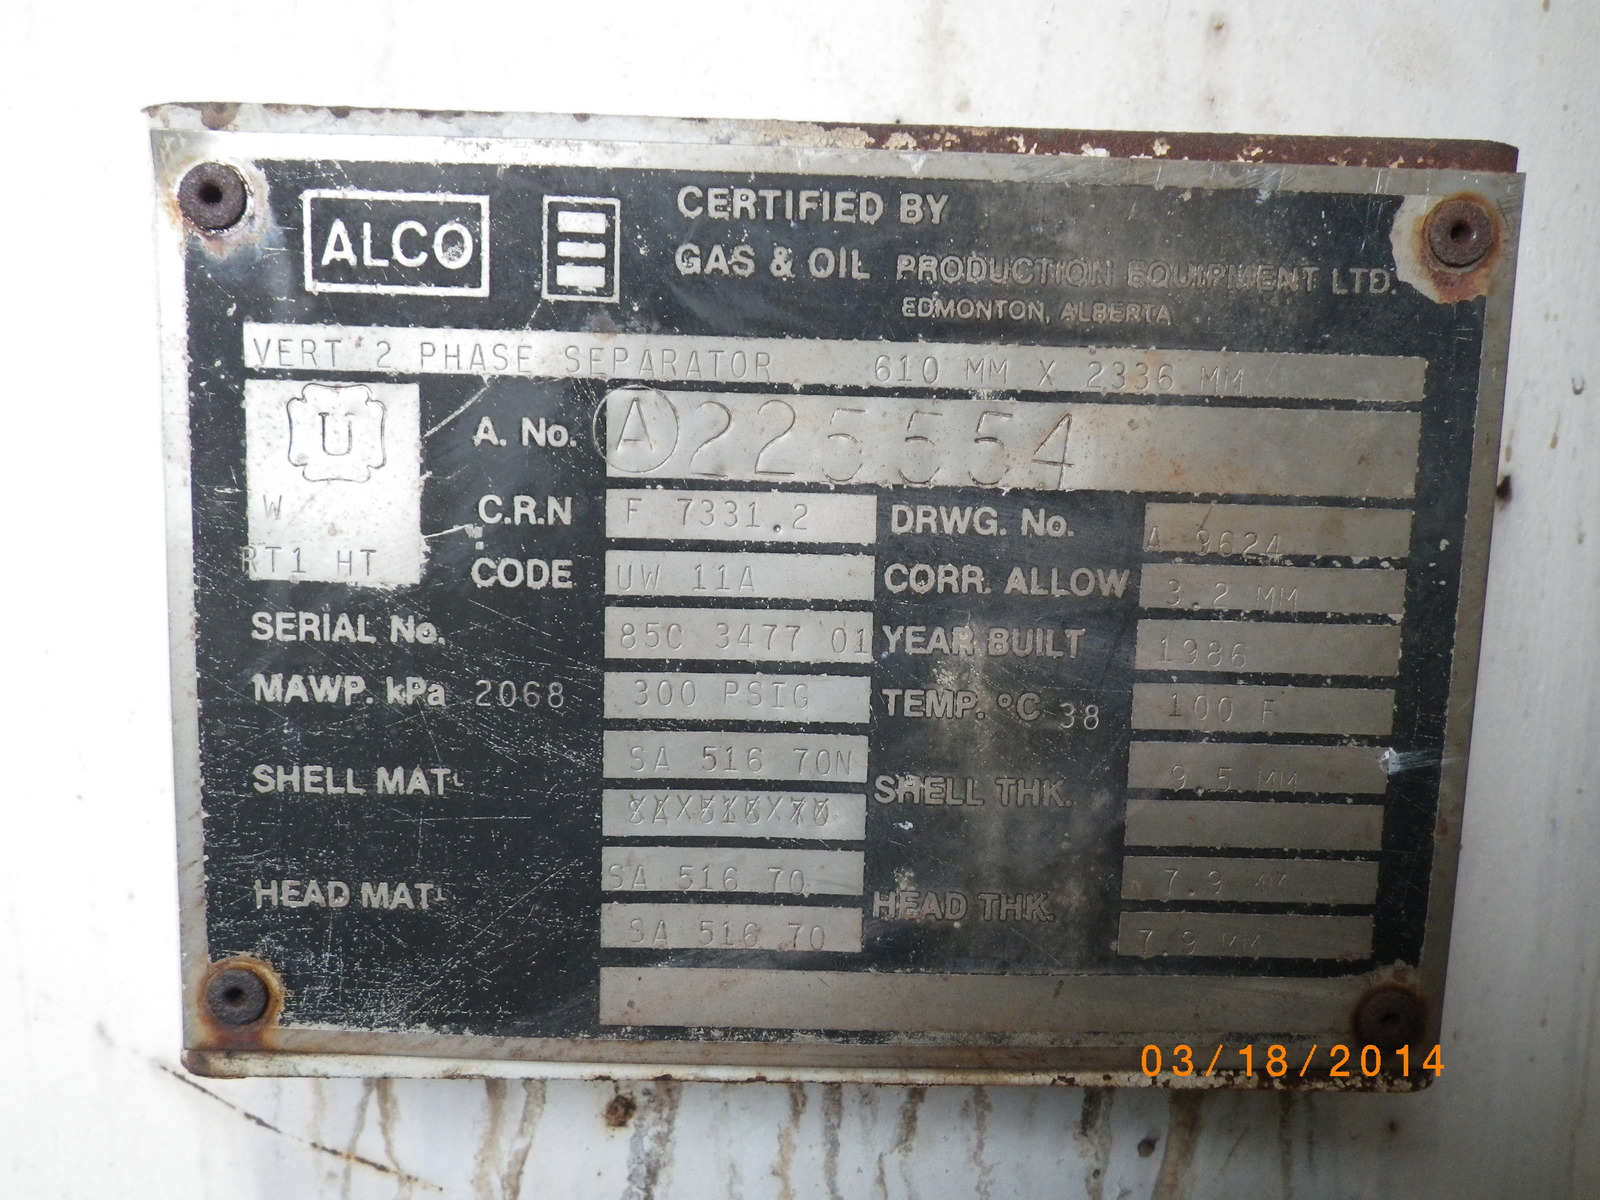 ALCO
CERTIFIED BY
GAS & OIL PRODUCTION EQUIPMENT LTD.
EDMONTON, ALBERTA
VERT 2 PHASE SEPARATOR 610 MM X 2336 MM
U
W
RT1 HT
A. No. A 225554
C.R.N F 7331.2 DRWG. No. A 9624
CODE UW 11A CORR. ALLOW 3.2 MM
SERIAL No. 85C 3477 01 YEAR BUILT 1986
MAWP. kPa 2068 300 PSIG TEMP. °C 38 100 F
SHELL MATL SA 516 70N SHELL THK. 9.5 MM
HEAD MATL SA 516 70 HEAD THK. 7.9 MM
SA 516 70 7.9 MM
03/18/2014